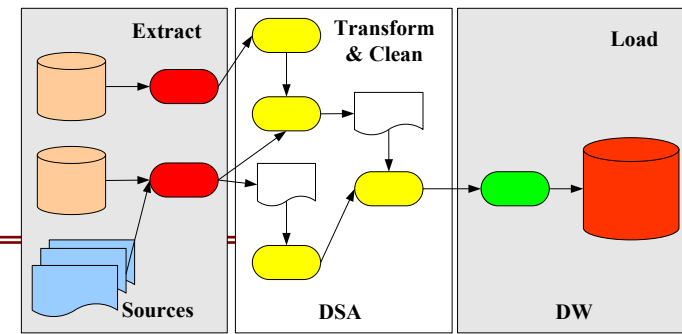 Extract
Transform
& Clean
Load
Sources
DSA
DW